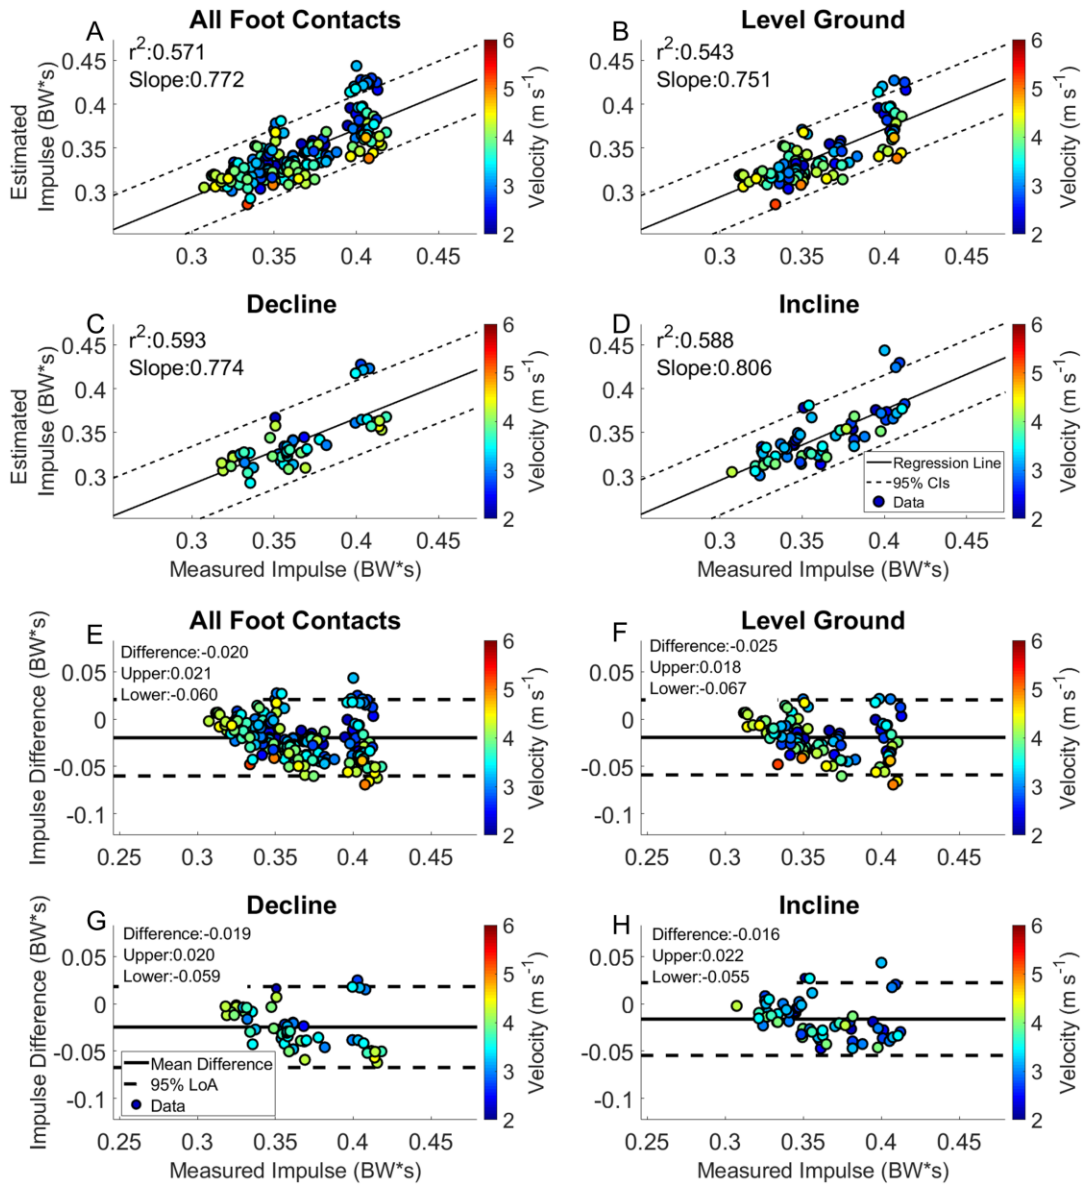 All Foot Contacts
A
r²:0.571
Slope:0.772
0.45
0.4
0.35
0.3
Estimated
Impulse (BW*s)
0.3 0.35 0.4 0.45
6
5
4
3
2
Velocity (m s⁻¹)
Level Ground
B
r²:0.543
Slope:0.751
0.45
0.4
0.35
0.3
0.3 0.35 0.4 0.45
6
5
4
3
2
Velocity (m s⁻¹)
Decline
C
r²:0.593
Slope:0.774
0.45
0.4
0.35
0.3
Estimated
Impulse (BW*s)
0.3 0.35 0.4 0.45
Measured Impulse (BW*s)
6
5
4
3
2
Velocity (m s⁻¹)
Incline
D
r²:0.588
Slope:0.806
0.45
0.4
0.35
0.3
Regression Line
95% CIs
Data
0.3 0.35 0.4 0.45
Measured Impulse (BW*s)
6
5
4
3
2
Velocity (m s⁻¹)
All Foot Contacts
E
Difference:-0.020
Upper:0.021
Lower:-0.060
0.05
0
-0.05
-0.1
Impulse Difference (BW*s)
0.25 0.3 0.35 0.4 0.45
6
5
4
3
2
Velocity (m s⁻¹)
Level Ground
F
Difference:-0.025
Upper:0.018
Lower:-0.067
0.05
0
-0.05
-0.1
0.25 0.3 0.35 0.4 0.45
6
5
4
3
2
Velocity (m s⁻¹)
Decline
G
Difference:-0.019
Upper:0.020
Lower:-0.059
0.05
0
-0.05
-0.1
Impulse Difference (BW*s)
Mean Difference
95% LoA
Data
0.25 0.3 0.35 0.4 0.45
Measured Impulse (BW*s)
6
5
4
3
2
Velocity (m s⁻¹)
Incline
H
Difference:-0.016
Upper:0.022
Lower:-0.055
0.05
0
-0.05
-0.1
0.25 0.3 0.35 0.4 0.45
Measured Impulse (BW*s)
6
5
4
3
2
Velocity (m s⁻¹)